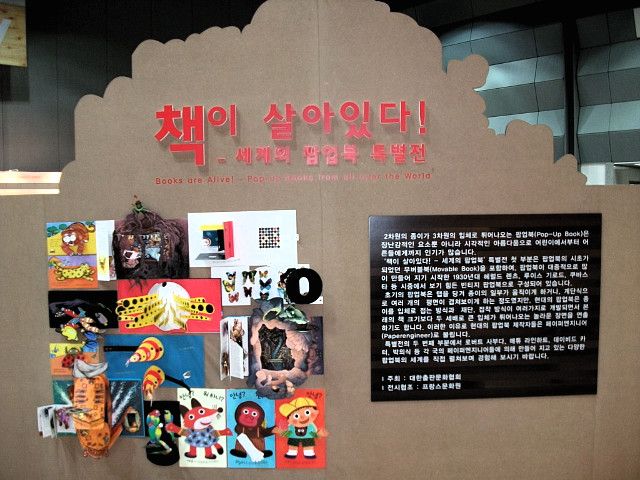 책이 살아있다!
- 세계의 팝업북 특별전
Books are Alive! - Pop-up Books from all over the World
2차원의 종이가 3차원의 입체로 튀어나오는 팝업북(Pop-Up Book)은
장난감적인 요소뿐 아니라 시각적인 아름다움으로 어린이에서부터 어
른들에게까지 인기가 많습니다.
'책이 살아있다! - 세계의 팝업북' 특별전 첫 부분은 팝업북의 시초가
되었던 무버블북(Movable Book)을 포함하여, 팝업북이 대중적으로 많
이 만들어 지기 시작한 1930년대 헤럴드 렌츠, 루이스 기로드, 쿠바스
타 등 시중에서 보기 힘든 빈티지 팝업북으로 구성되어 있습니다.
초기의 팝업북은 탭을 당겨 종이의 일부가 움직이게 하거나, 계단식으
로 여러 개의 평면이 겹쳐보이게 하는 정도였지만, 현대의 팝업북은 종
이를 입체로 접는 방식과 재단, 접착 방식이 여러가지로 개발되면서 본
래의 책 크기보다 두 세배로 큰 입체가 튀어나오는 놀라운 장면을 연출
하기도 합니다. 이러한 이유로 현대의 팝업북 제작자들은 페이퍼엔지니어
(Paperengineer)로 불립니다.
특별전의 두 번째 부분에서 로버트 사부다, 매튜 라인하트, 데이비드 카
터, 박외식 등 각 국의 페이퍼엔지니어들에 의해 만들어 지고 있는 다양한
팝업북의 세계를 직접 펼쳐보며 경험해 보시기 바랍니다.
주최 : 대한출판문화협회
전시협조 : 프랑스문화원
안녕?
안녕?
안녕?